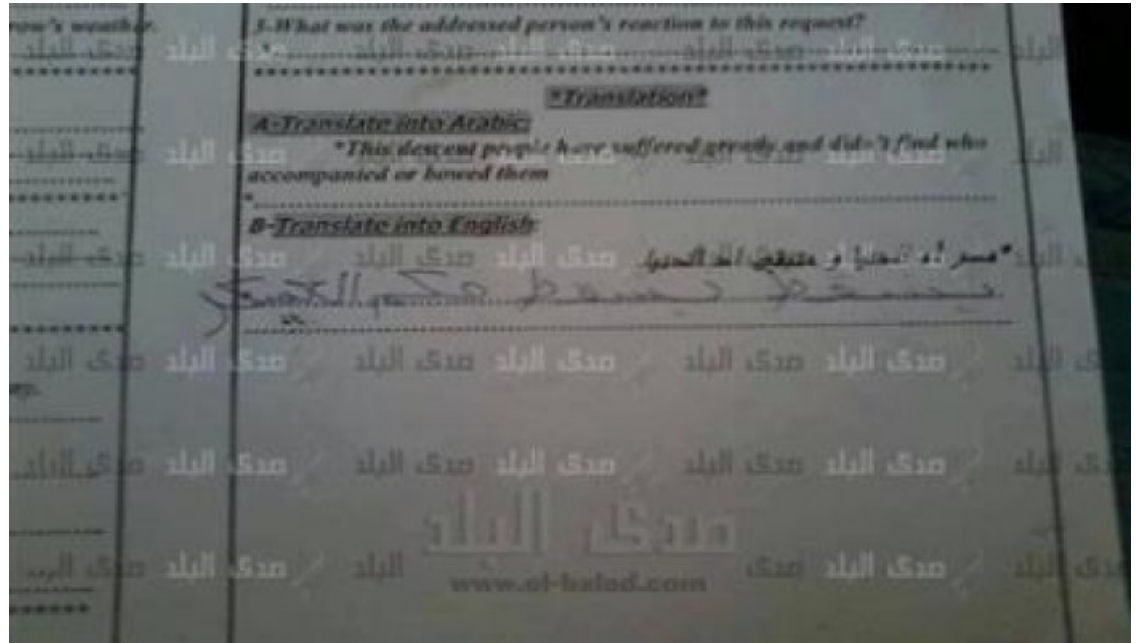 row's weather.
3-What was the addressed person's reaction to this request?
*Translation*
A-Translate into Arabic:
*This descent people have suffered greatly and didn't find who
accompanied or bowed them
B-Translate into English:
*مصر أم الدنيا و هتبقى أد الدنيا
يسقط يسقط حكم العسكر
صدى البلد
www.el-balad.com